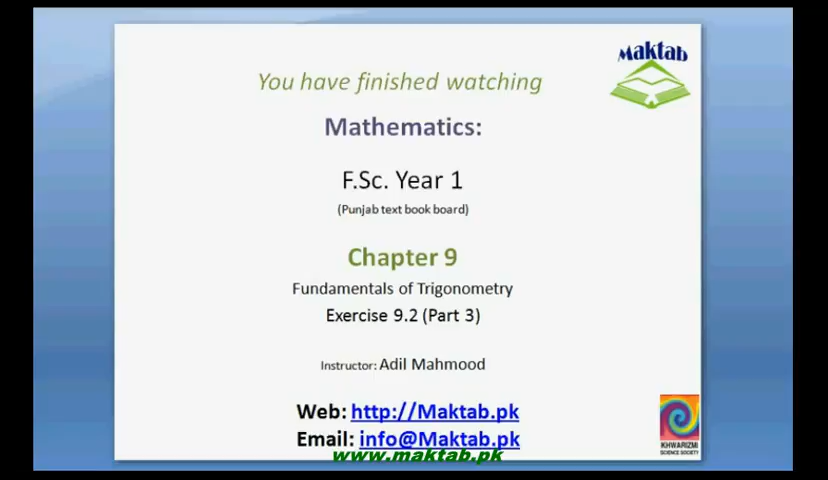 Maktab
You have finished watching
Mathematics:
F.Sc. Year 1
(Punjab text book board)
Chapter 9
Fundamentals of Trigonometry
Exercise 9.2 (Part 3)
Instructor: Adil Mahmood
Web: http://Maktab.pk
Email: info@Maktab.pk
www.maktab.pk
KHWARIZMI
SCIENCE SOCIETY